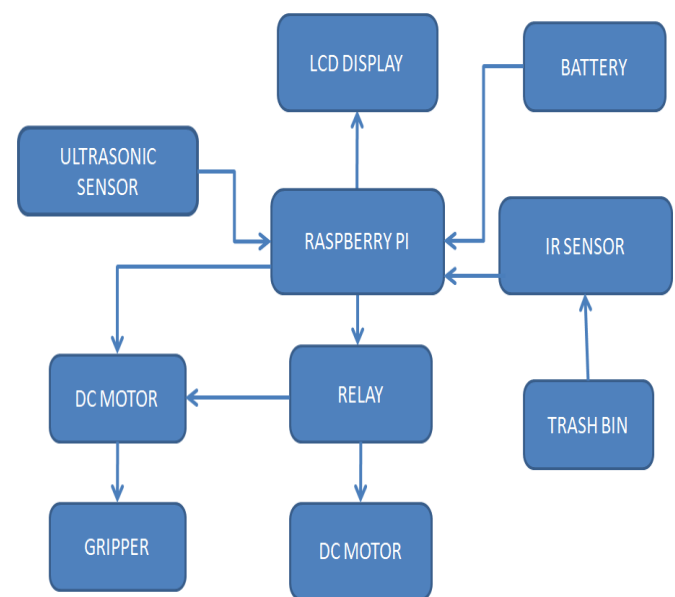 LCD DISPLAY
BATTERY
ULTRASONIC
SENSOR
RASPBERRY PI
IR SENSOR
DC MOTOR
RELAY
TRASH BIN
GRIPPER
DC MOTOR